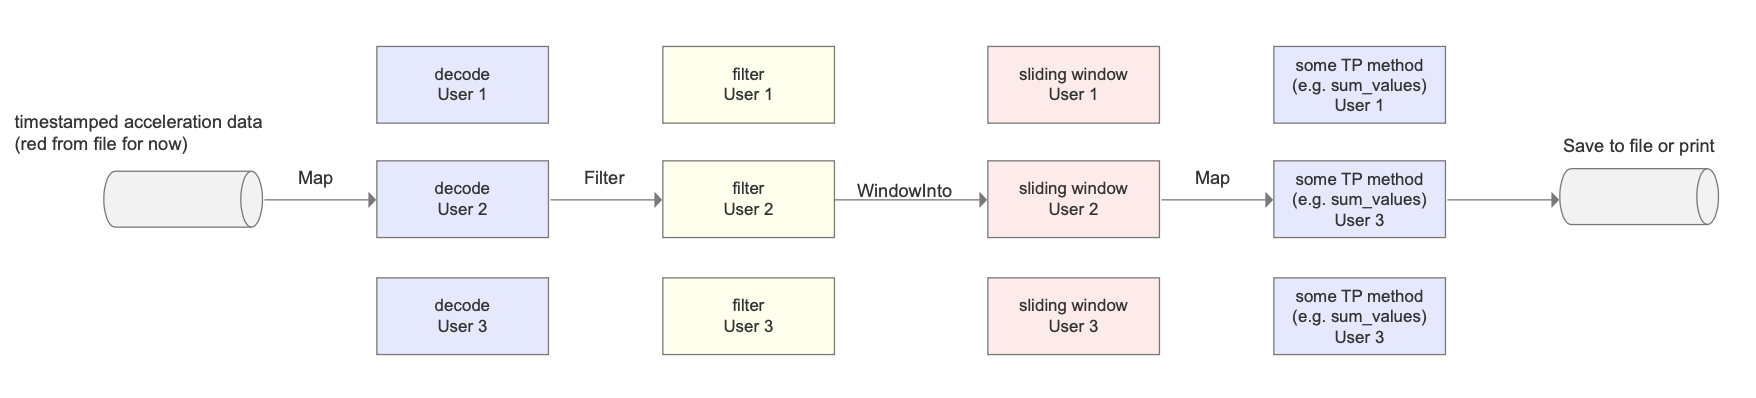 timestamped acceleration data
(red from file for now)
Map
decode
User 1
decode
User 2
decode
User 3
Filter
filter
User 1
filter
User 2
filter
User 3
WindowInto
sliding window
User 1
sliding window
User 2
sliding window
User 3
Map
some TP method
(e.g. sum_values)
User 1
some TP method
(e.g. sum_values)
User 3
some TP method
(e.g. sum_values)
User 3
Save to file or print